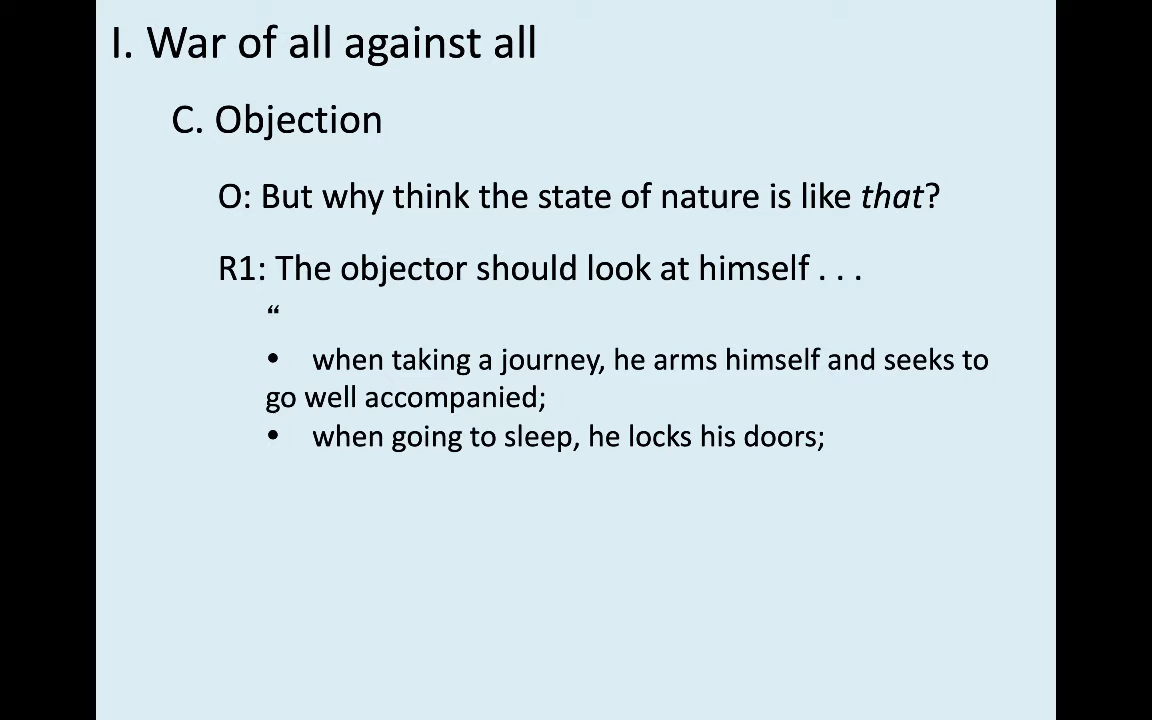 I. War of all against all
C. Objection
O: But why think the state of nature is like that?
R1: The objector should look at himself . . .
“
• when taking a journey, he arms himself and seeks to
go well accompanied;
• when going to sleep, he locks his doors;